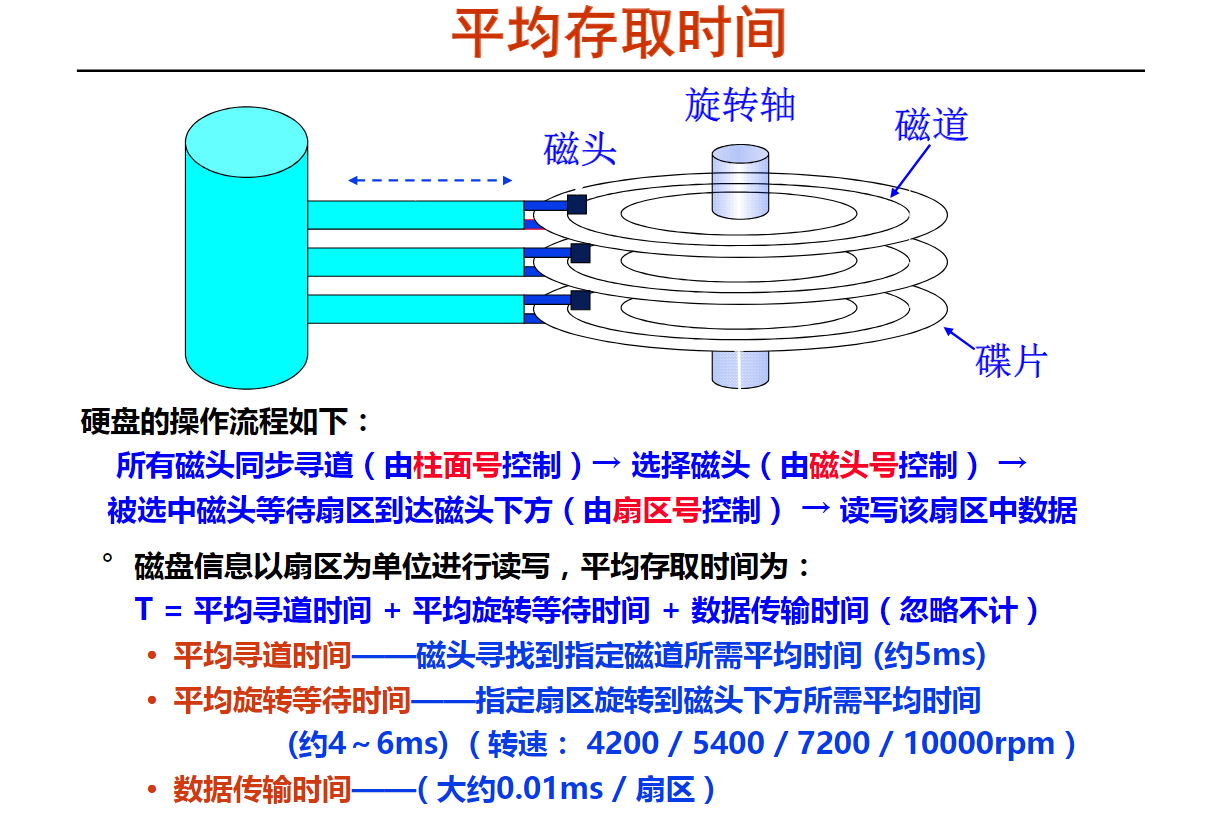 平均存取时间
旋转轴
磁道
磁头
碟片
硬盘的操作流程如下：
所有磁头同步寻道（由柱面号控制）→ 选择磁头（由磁头号控制） →
被选中磁头等待扇区到达磁头下方（由扇区号控制） → 读写该扇区中数据
° 磁盘信息以扇区为单位进行读写，平均存取时间为：
T = 平均寻道时间 + 平均旋转等待时间 + 数据传输时间（忽略不计）
• 平均寻道时间——磁头寻找到指定磁道所需平均时间 (约5ms)
• 平均旋转等待时间——指定扇区旋转到磁头下方所需平均时间
(约4～6ms) （转速： 4200 / 5400 / 7200 / 10000rpm ）
• 数据传输时间——（大约0.01ms / 扇区 ）